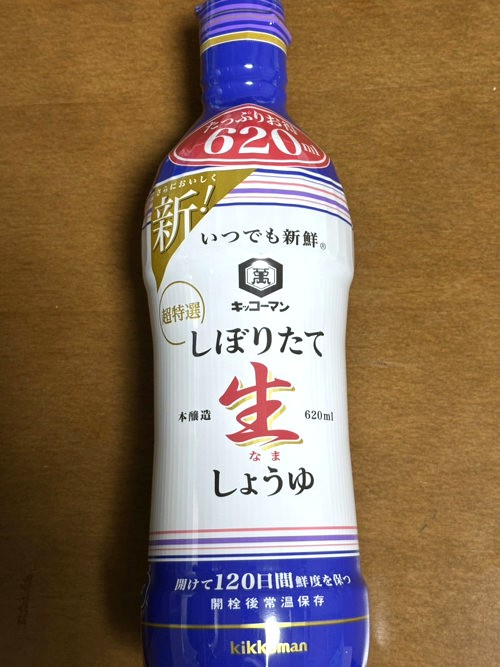 たっぷりお得
620ml
さらにおいしく
新!
いつでも新鮮®
萬
キッコーマン
超特選
しぼりたて
生
なま
本醸造
620ml
しょうゆ
開けて120日間鮮度を保つ
開栓後常温保存
kikkoman